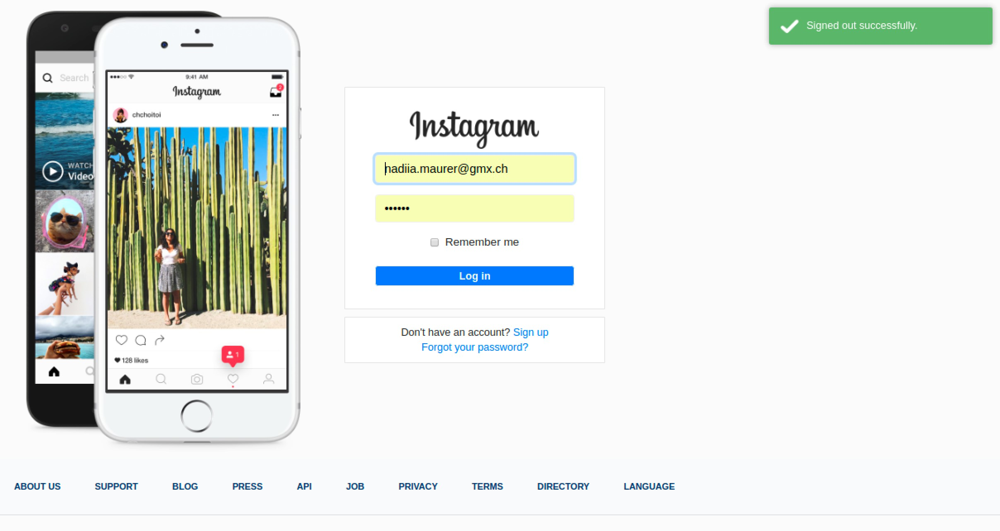 Signed out successfully.
Search
WATCH
Video
9:41 AM
Instagram
2
chchoitoi
128 likes
1
Instagram
nadiia.maurer@gmx.ch
••••••
Remember me
Log in
Don't have an account? Sign up
Forgot your password?
ABOUT US SUPPORT BLOG PRESS API JOB PRIVACY TERMS DIRECTORY LANGUAGE